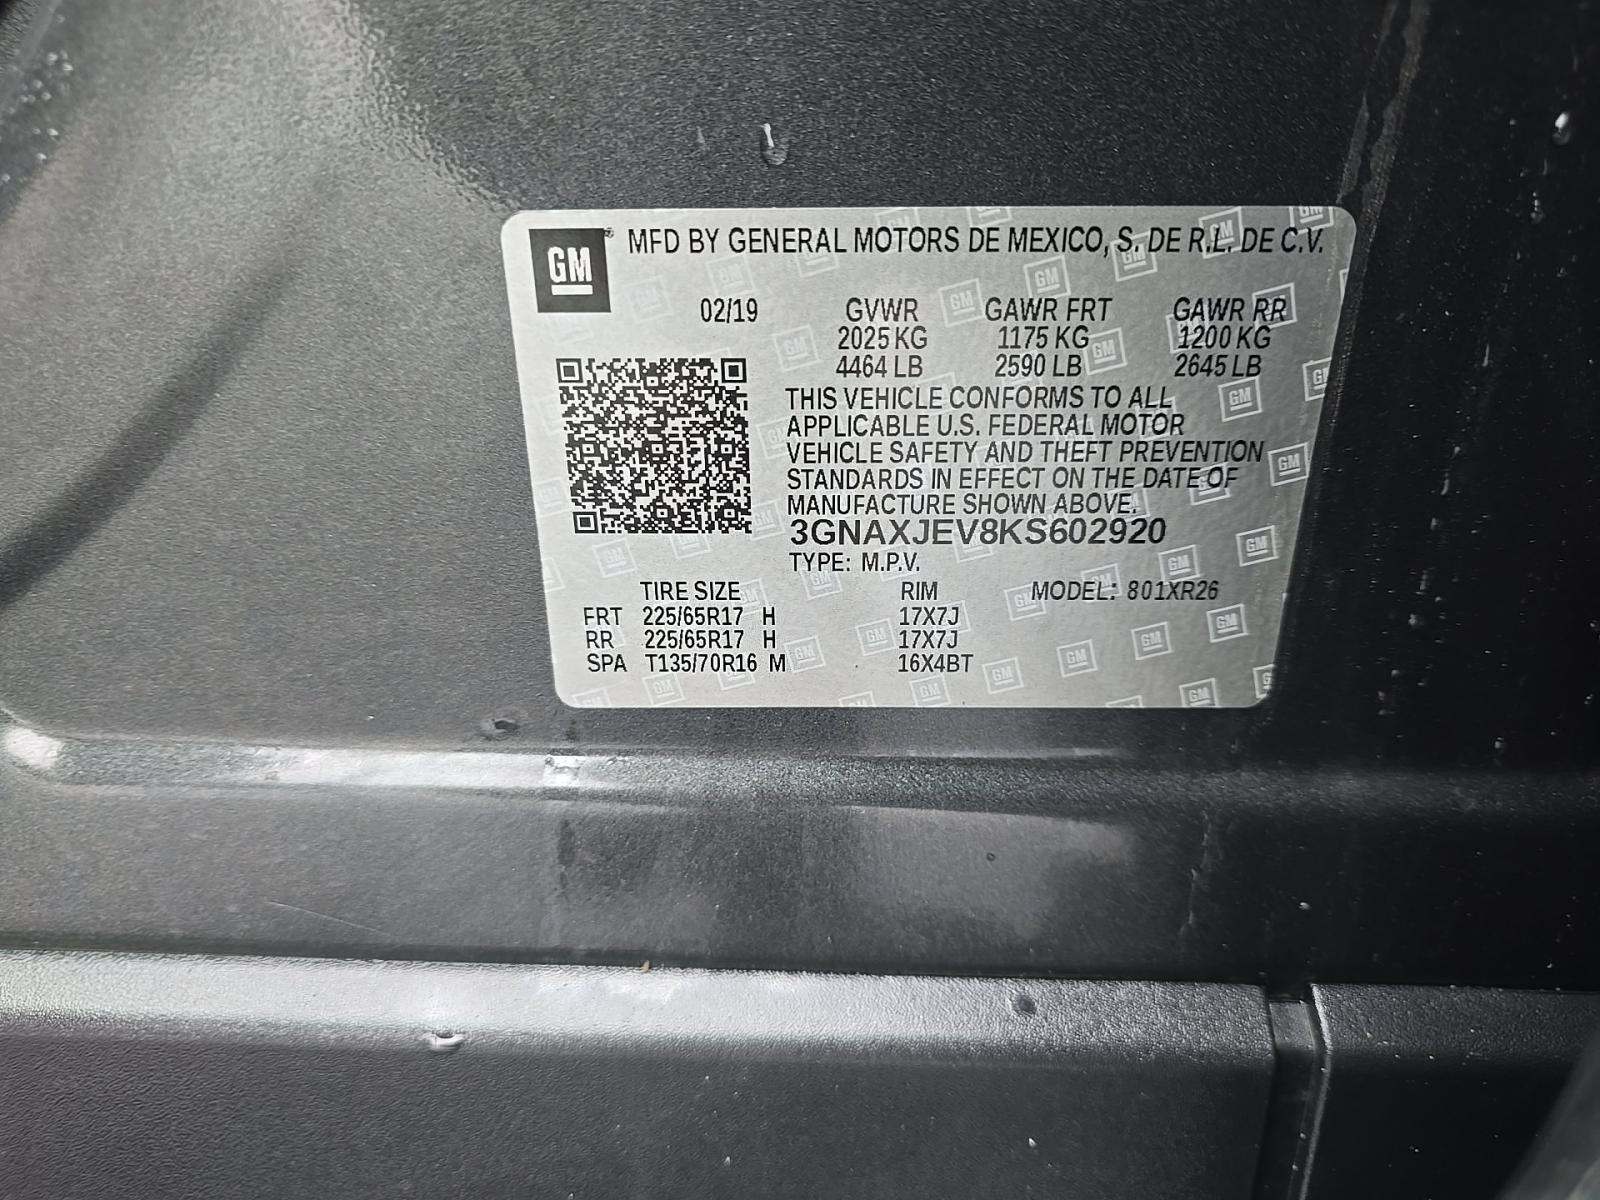 GM ® MFD BY GENERAL MOTORS DE MEXICO, S. DE R.L. DE C.V.
02/19 GVWR GAWR FRT GAWR RR
2025 KG 1175 KG 1200 KG
4464 LB 2590 LB 2645 LB
THIS VEHICLE CONFORMS TO ALL
APPLICABLE U.S. FEDERAL MOTOR
VEHICLE SAFETY AND THEFT PREVENTION
STANDARDS IN EFFECT ON THE DATE OF
MANUFACTURE SHOWN ABOVE.
3GNAXJEV8KS602920
TYPE: M.P.V.
TIRE SIZE RIM MODEL: 801XR26
FRT 225/65R17 H 17X7J
RR 225/65R17 H 17X7J
SPA T135/70R16 M 16X4BT